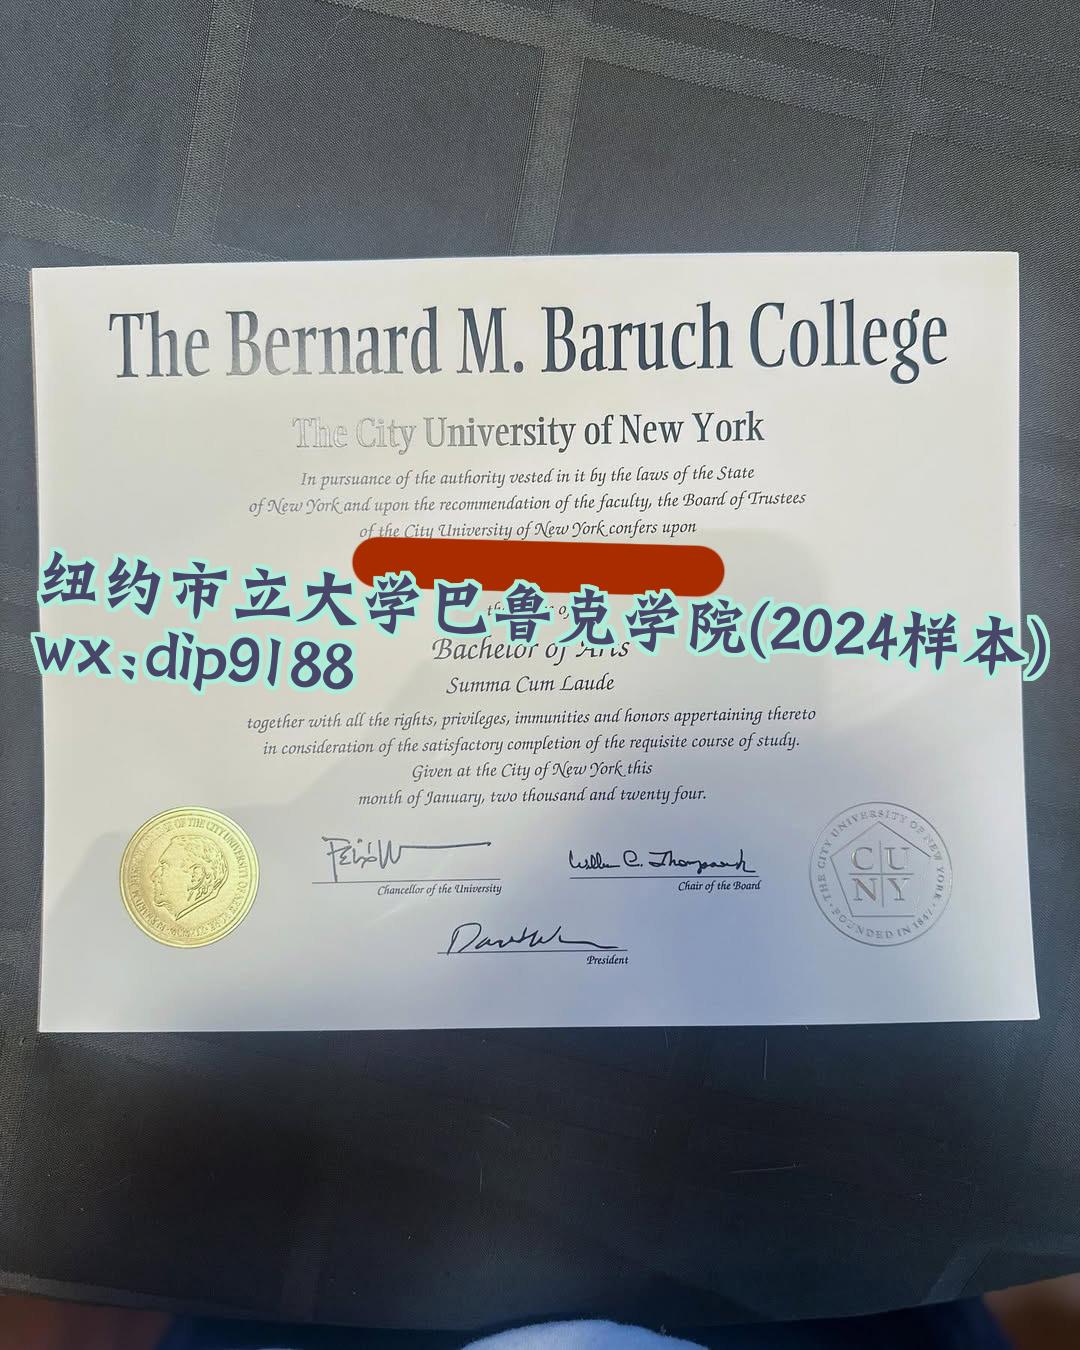 The Bernard M. Baruch College
The City University of New York
In pursuance of the authority vested in it by the laws of the State
of New York and upon the recommendation of the faculty, the Board of Trustees
of the City University of New York confers upon
纽约市立大学巴鲁克学院(2024样本)
wx:dip9188
Bachelor of Arts
Summa Cum Laude
together with all the rights, privileges, immunities and honors appertaining thereto
in consideration of the satisfactory completion of the requisite course of study.
Given at the City of New York this
month of January, two thousand and twenty four.
Chancellor of the University
Chair of the Board
President
THE CITY UNIVERSITY OF NEW YORK
CU
NY
FOUNDED IN 1847